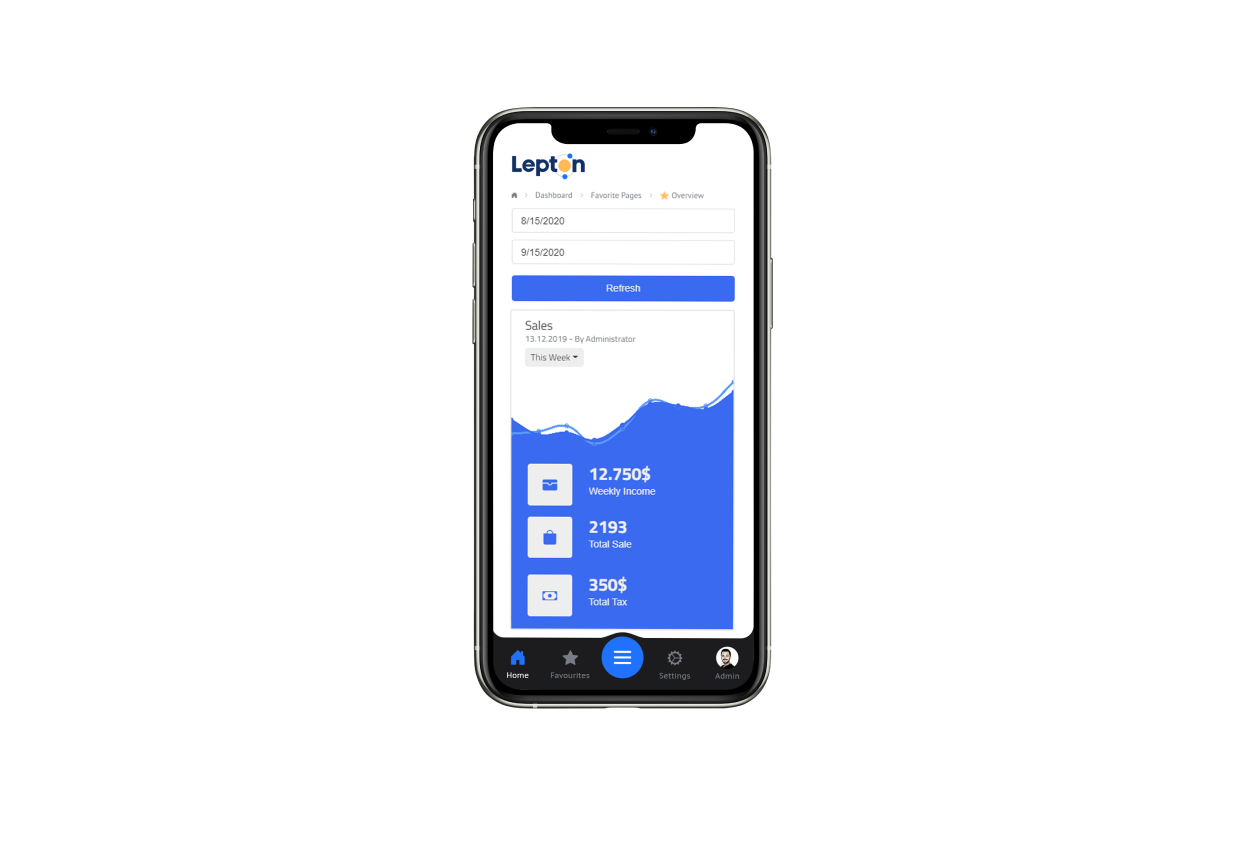 Lepton
Dashboard Favorite Pages Overview
8/15/2020
9/15/2020
Refresh
Sales
13.12.2019 - By Administrator
This Week
12.750$
Weekly Income
2193
Total Sale
350$
Total Tax
Home Favourites Settings Admin